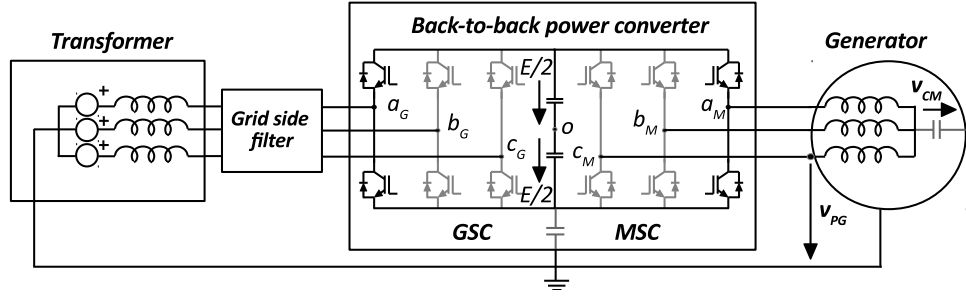 Back-to-back power converter
Transformer
Generator
+
+
+
Grid side
filter
a_G
b_G
c_G
E/2
o
E/2
c_M
b_M
a_M
v_CM
v_PG
GSC
MSC